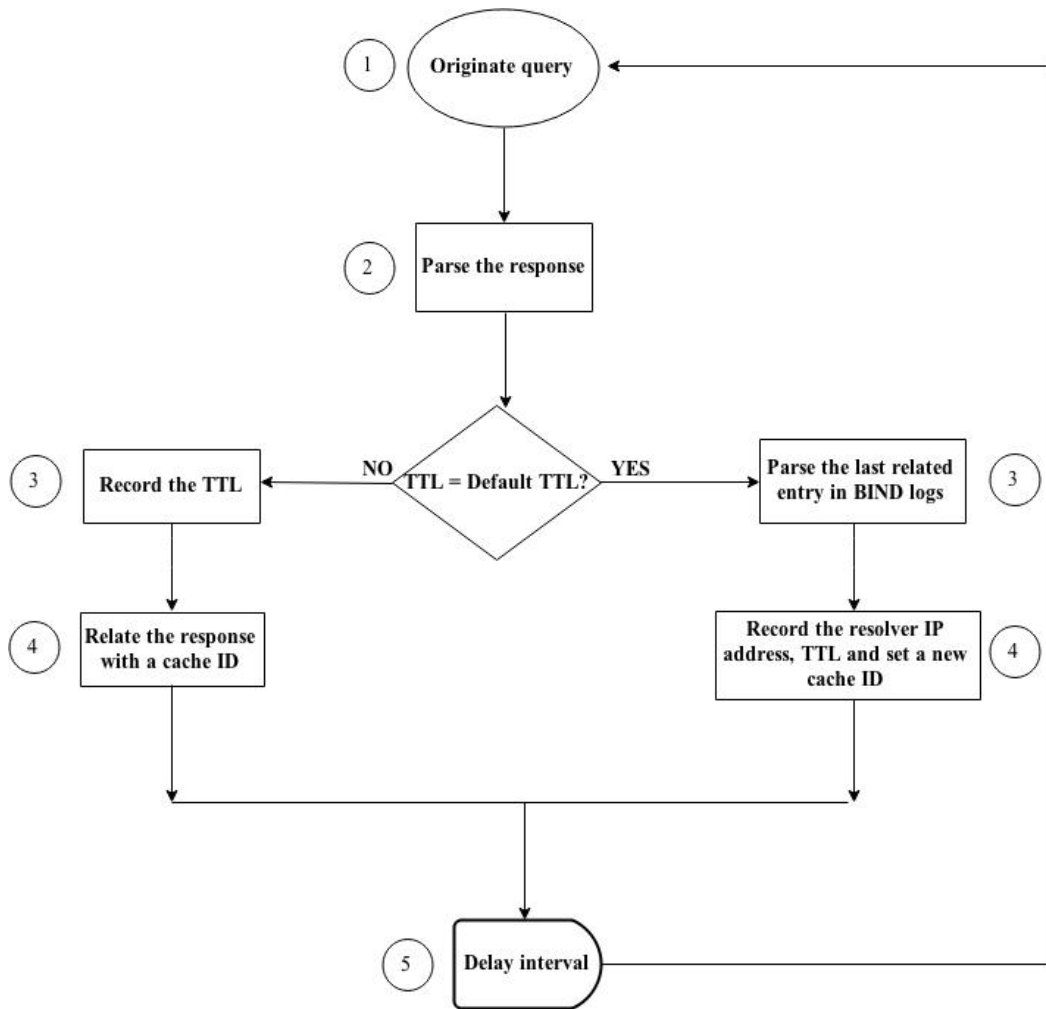 1
Originate query
2
Parse the response
NO
TTL = Default TTL?
YES
3
Record the TTL
Parse the last related
entry in BIND logs
3
4
Relate the response
with a cache ID
Record the resolver IP
address, TTL and set a new
cache ID
4
5
Delay interval